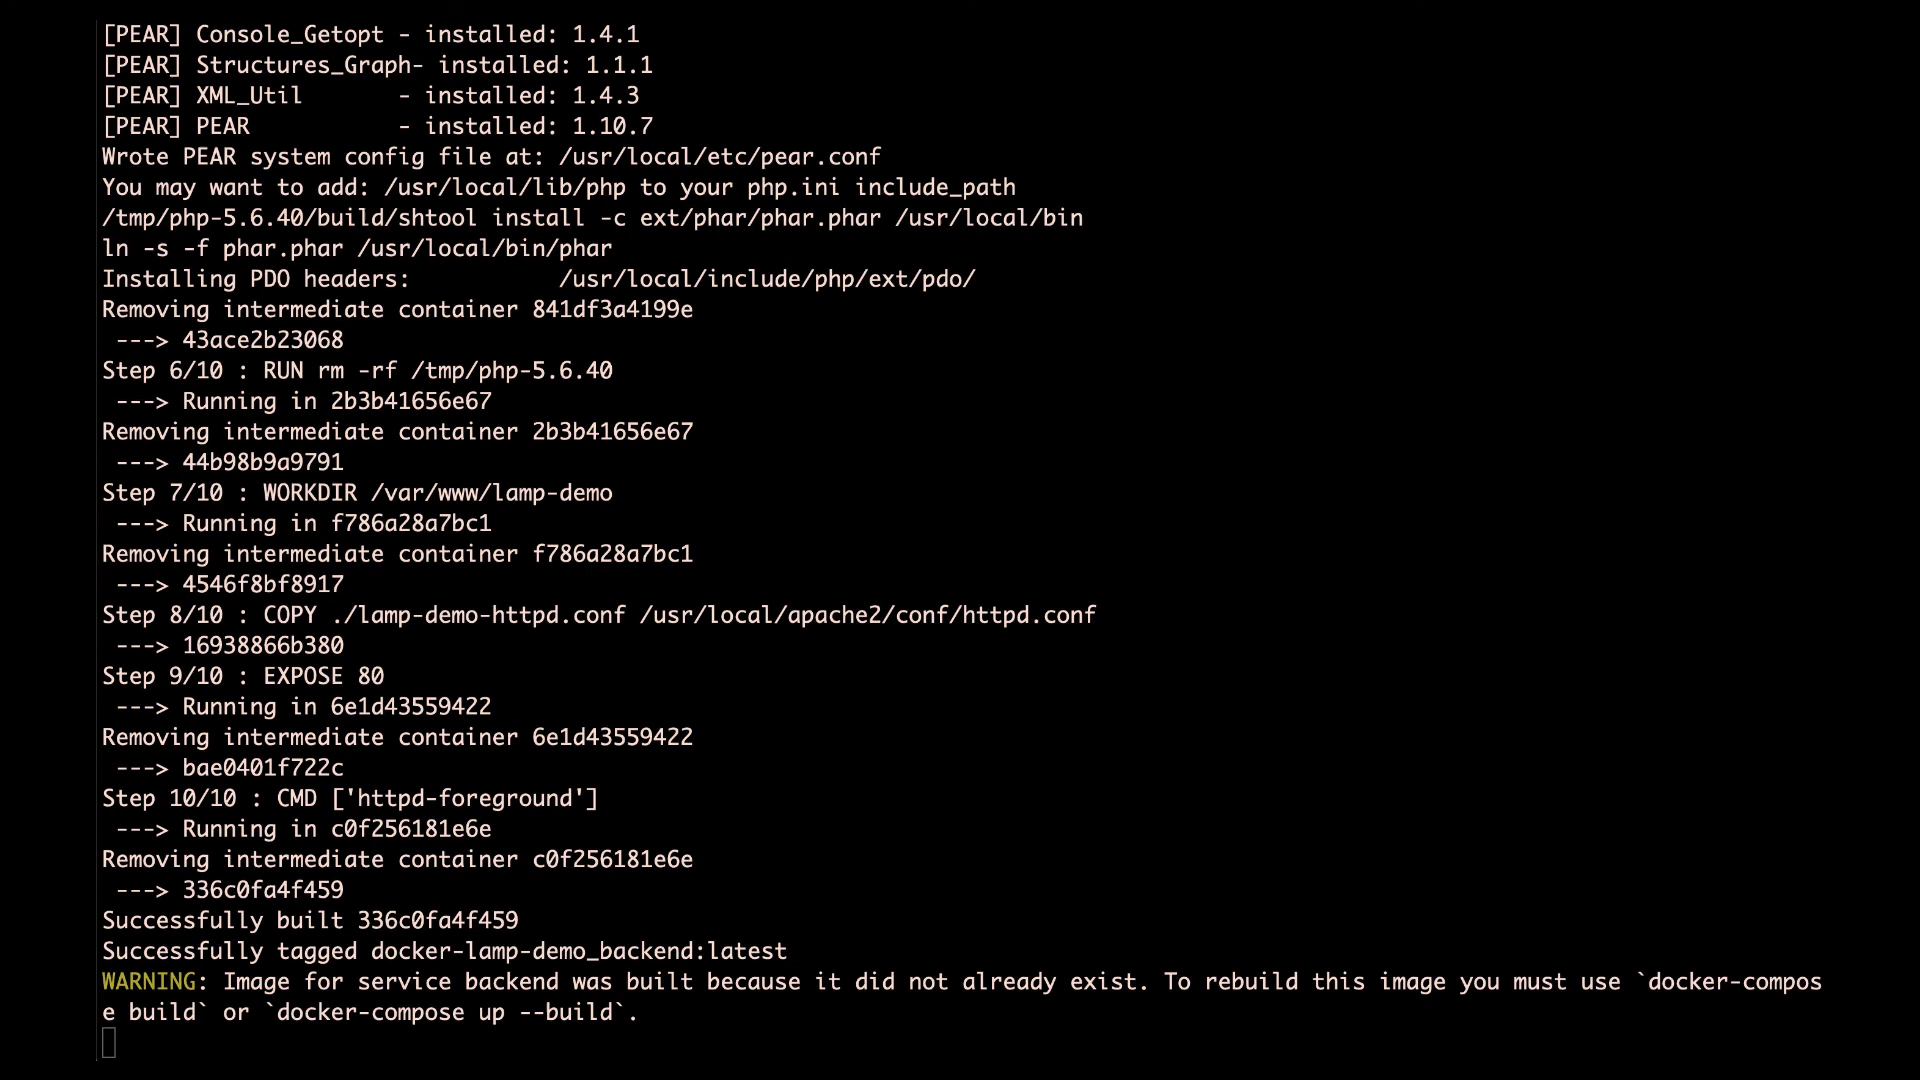 [PEAR] Console_Getopt - installed: 1.4.1
[PEAR] Structures_Graph- installed: 1.1.1
[PEAR] XML_Util       - installed: 1.4.3
[PEAR] PEAR           - installed: 1.10.7
Wrote PEAR system config file at: /usr/local/etc/pear.conf
You may want to add: /usr/local/lib/php to your php.ini include_path
/tmp/php-5.6.40/build/shtool install -c ext/phar/phar.phar /usr/local/bin
ln -s -f phar.phar /usr/local/bin/phar
Installing PDO headers:           /usr/local/include/php/ext/pdo/
Removing intermediate container 841df3a4199e
 ---> 43ace2b23068
Step 6/10 : RUN rm -rf /tmp/php-5.6.40
 ---> Running in 2b3b41656e67
Removing intermediate container 2b3b41656e67
 ---> 44b98b9a9791
Step 7/10 : WORKDIR /var/www/lamp-demo
 ---> Running in f786a28a7bc1
Removing intermediate container f786a28a7bc1
 ---> 4546f8bf8917
Step 8/10 : COPY ./lamp-demo-httpd.conf /usr/local/apache2/conf/httpd.conf
 ---> 16938866b380
Step 9/10 : EXPOSE 80
 ---> Running in 6e1d43559422
Removing intermediate container 6e1d43559422
 ---> bae0401f722c
Step 10/10 : CMD ['httpd-foreground']
 ---> Running in c0f256181e6e
Removing intermediate container c0f256181e6e
 ---> 336c0fa4f459
Successfully built 336c0fa4f459
Successfully tagged docker-lamp-demo_backend:latest
WARNING: Image for service backend was built because it did not already exist. To rebuild this image you must use `docker-compos
e build` or `docker-compose up --build`.